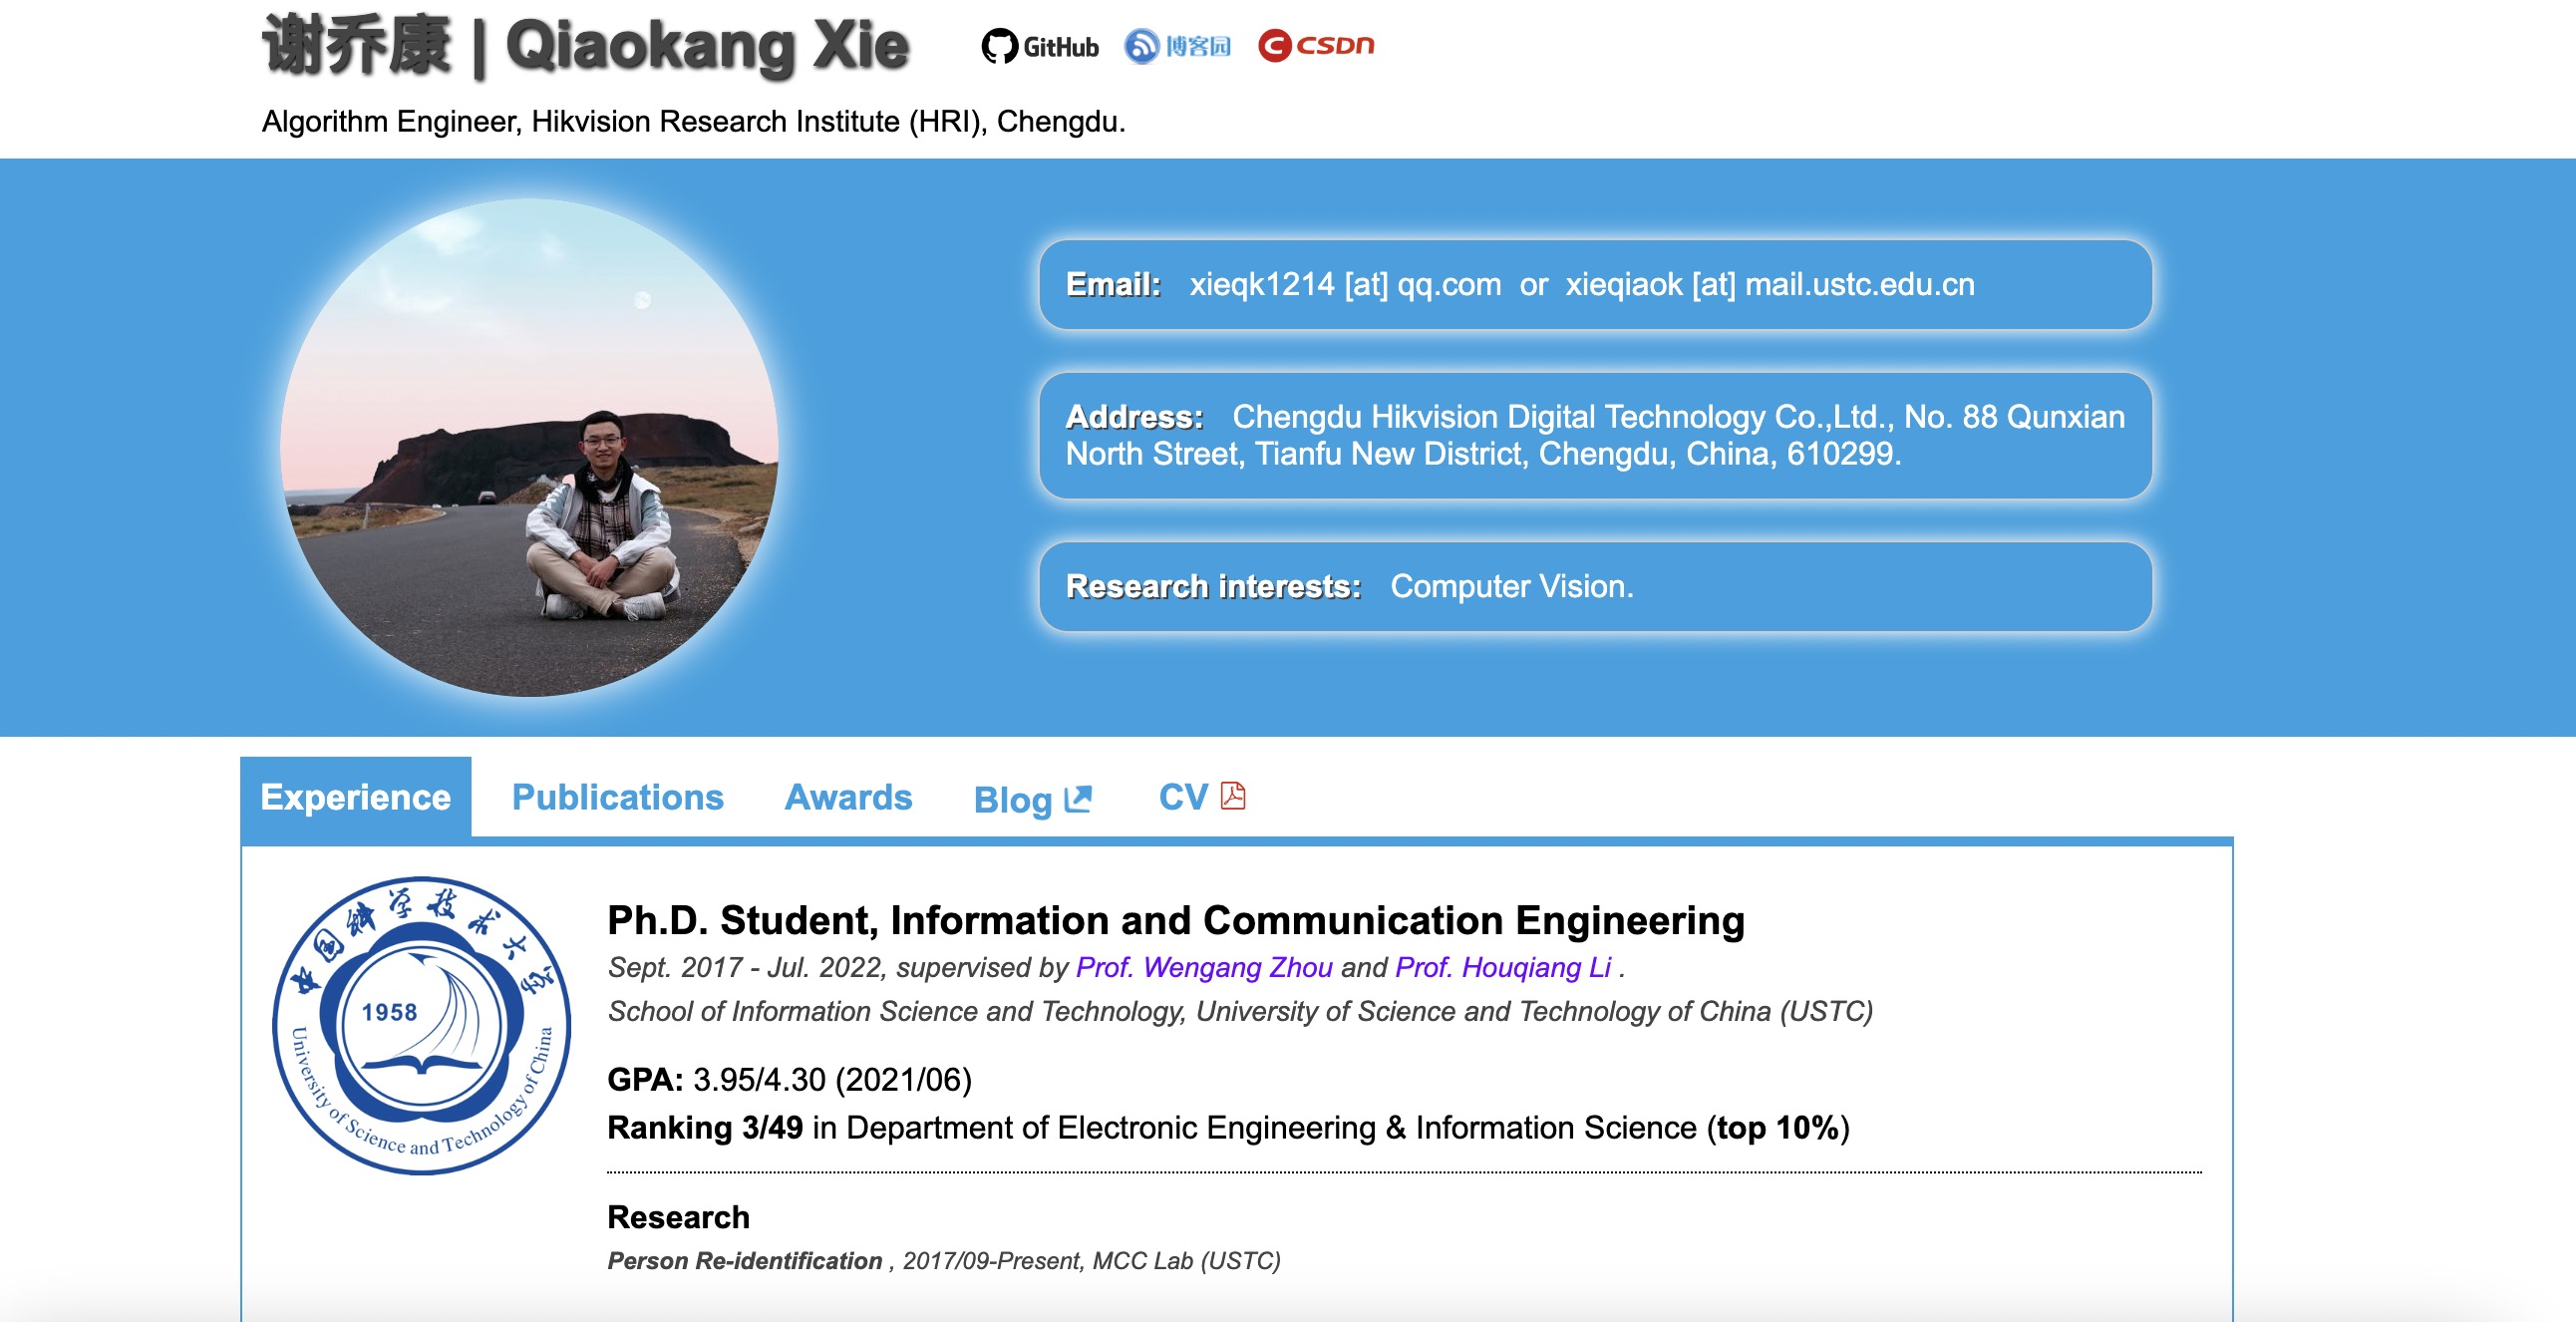 谢乔康 | Qiaokang Xie
GitHub 博客园 CSDN
Algorithm Engineer, Hikvision Research Institute (HRI), Chengdu.
Email: xieqk1214 [at] qq.com or xieqiaok [at] mail.ustc.edu.cn
Address: Chengdu Hikvision Digital Technology Co.,Ltd., No. 88 Qunxian
North Street, Tianfu New District, Chengdu, China, 610299.
Research interests: Computer Vision.
Experience Publications Awards Blog CV
中国科学技术大学
1958
University of Science and Technology of China
Ph.D. Student, Information and Communication Engineering
Sept. 2017 - Jul. 2022, supervised by Prof. Wengang Zhou and Prof. Houqiang Li .
School of Information Science and Technology, University of Science and Technology of China (USTC)
GPA: 3.95/4.30 (2021/06)
Ranking 3/49 in Department of Electronic Engineering & Information Science (top 10%)
Research
Person Re-identification , 2017/09-Present, MCC Lab (USTC)